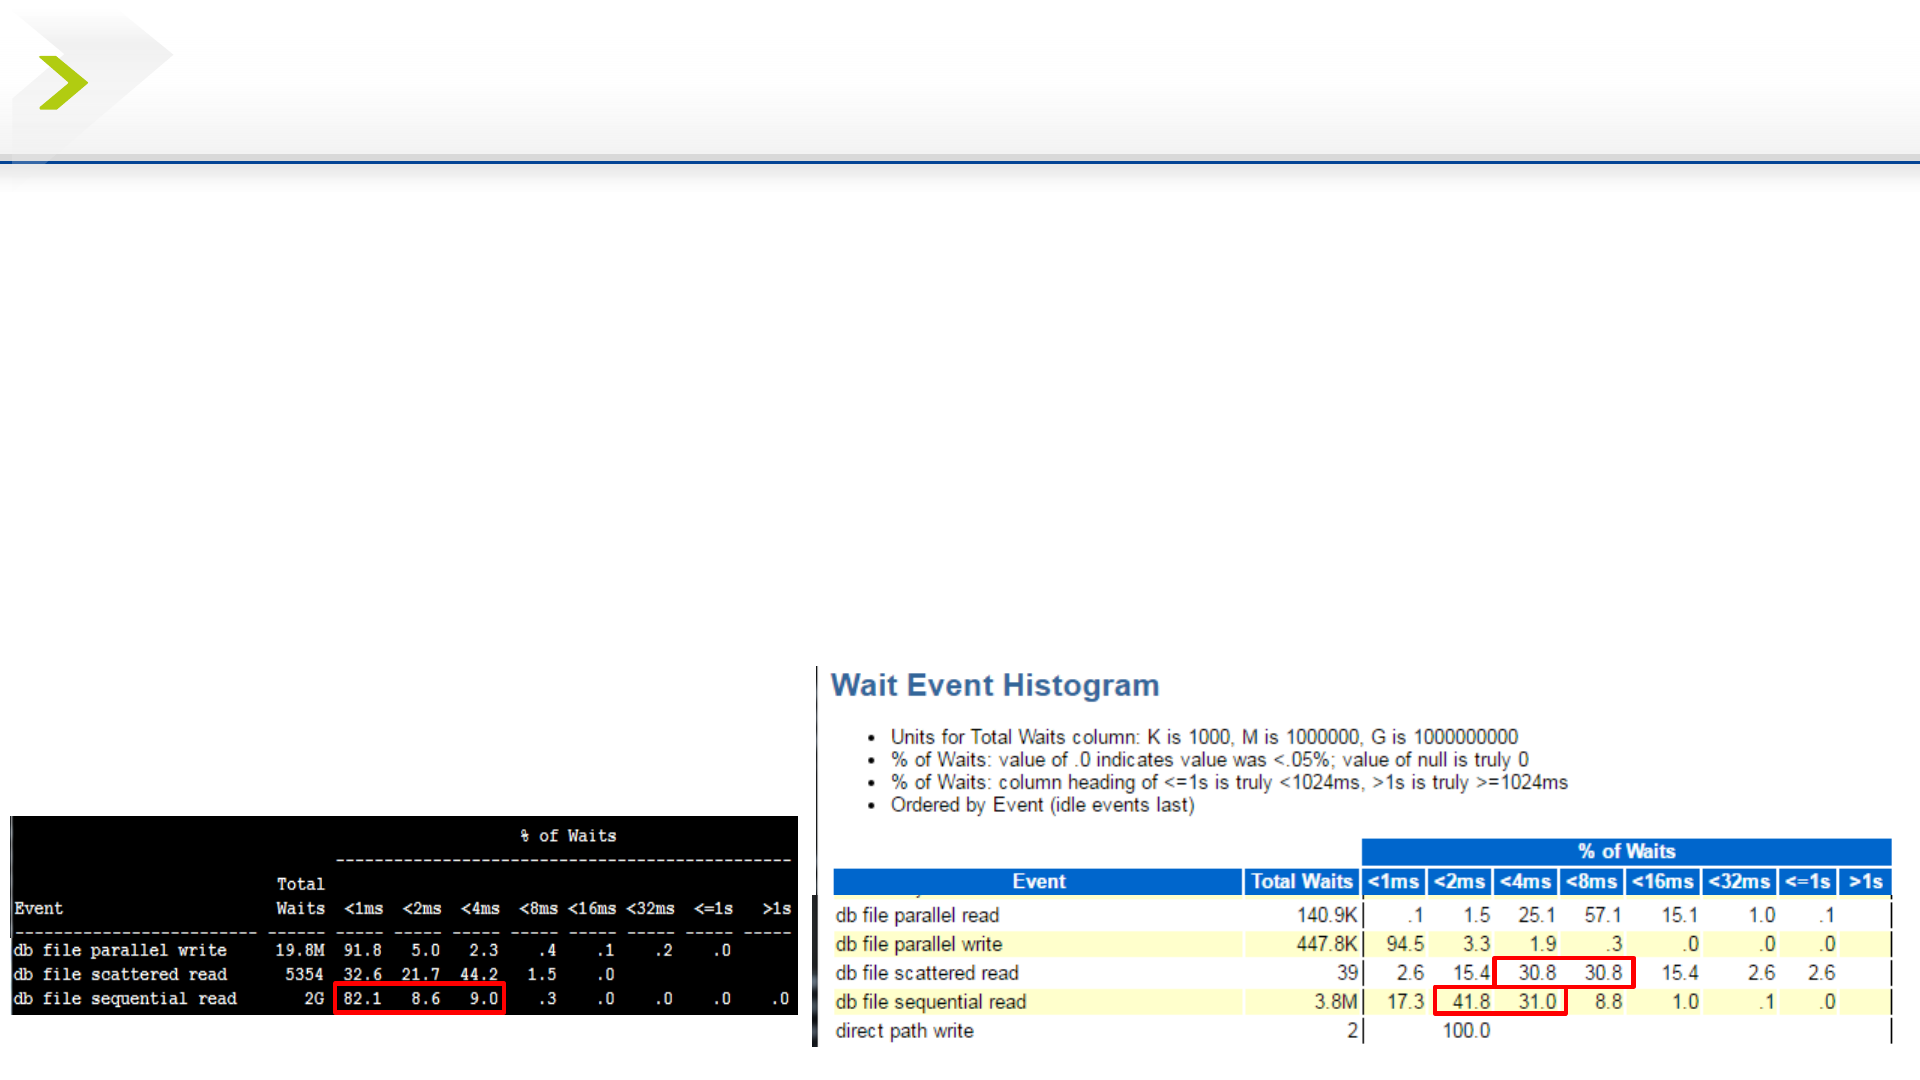 % of Waits
-----------------------------------------------
Total
Event Waits <1ms <2ms <4ms <8ms <16ms <32ms <=1s >1s
------------------------- ------ ----- ----- ----- ----- ----- ----- ----- -----
db file parallel write 19.8M 91.8 5.0 2.3 .4 .1 .2 .0
db file scattered read 5354 32.6 21.7 44.2 1.5 .0
db file sequential read 2G 82.1 8.6 9.0 .3 .0 .0 .0 .0
Wait Event Histogram
• Units for Total Waits column: K is 1000, M is 1000000, G is 1000000000
• % of Waits: value of .0 indicates value was <.05%; value of null is truly 0
• % of Waits: column heading of <=1s is truly <1024ms, >1s is truly >=1024ms
• Ordered by Event (idle events last)
% of Waits
Event Total Waits <1ms <2ms <4ms <8ms <16ms <32ms <=1s >1s
db file parallel read 140.9K .1 1.5 25.1 57.1 15.1 1.0 .1
db file parallel write 447.8K 94.5 3.3 1.9 .3 .0 .0 .0
db file scattered read 39 2.6 15.4 30.8 30.8 15.4 2.6 2.6
db file sequential read 3.8M 17.3 41.8 31.0 8.8 1.0 .1 .0
direct path write 2 100.0